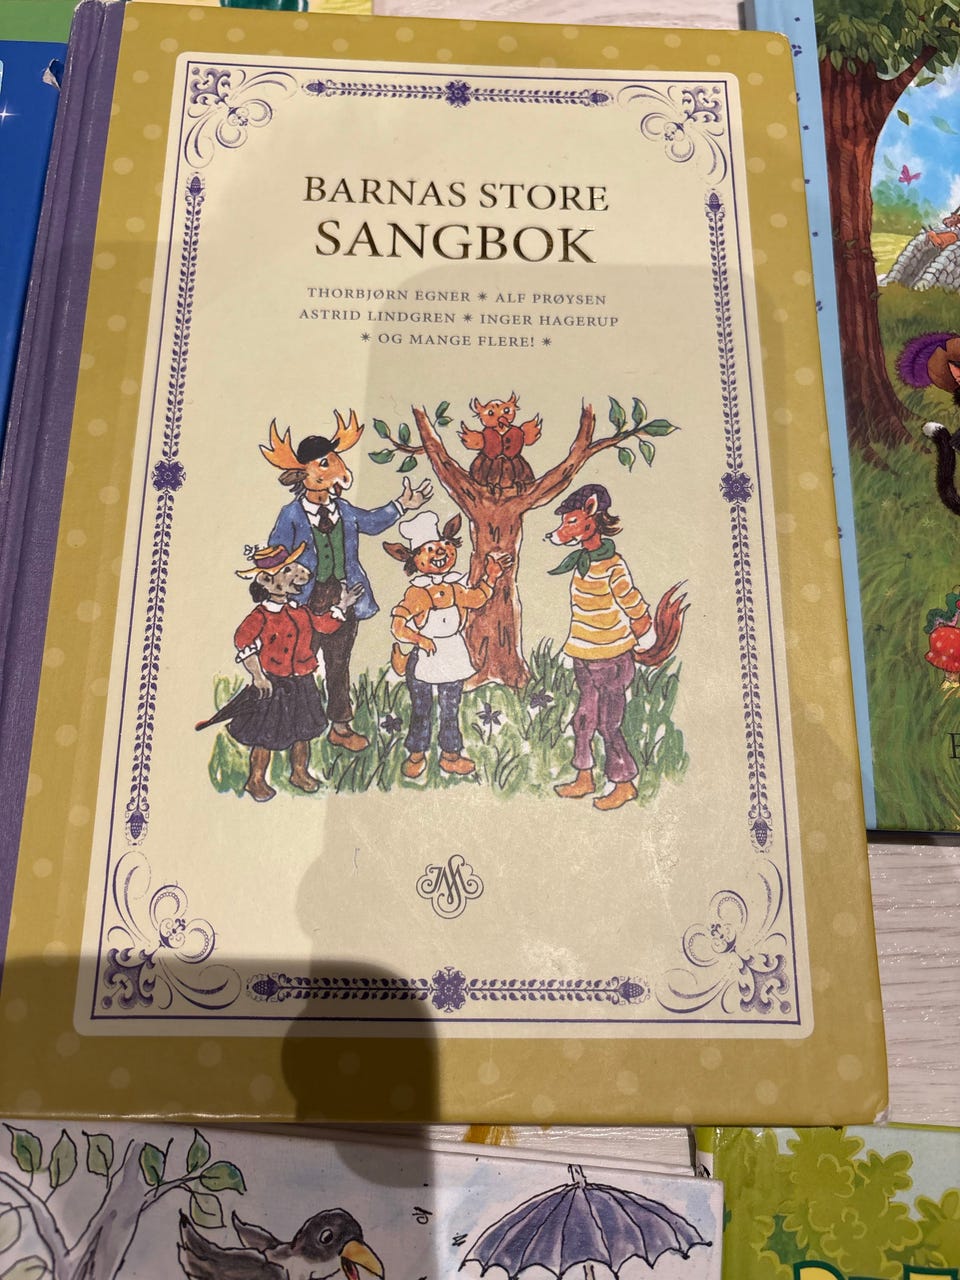 BARNAS STORE
SANGBOK
THORBJØRN EGNER ✷ ALF PRØYSEN
ASTRID LINDGREN ✷ INGER HAGERUP
✷ OG MANGE FLERE! ✷